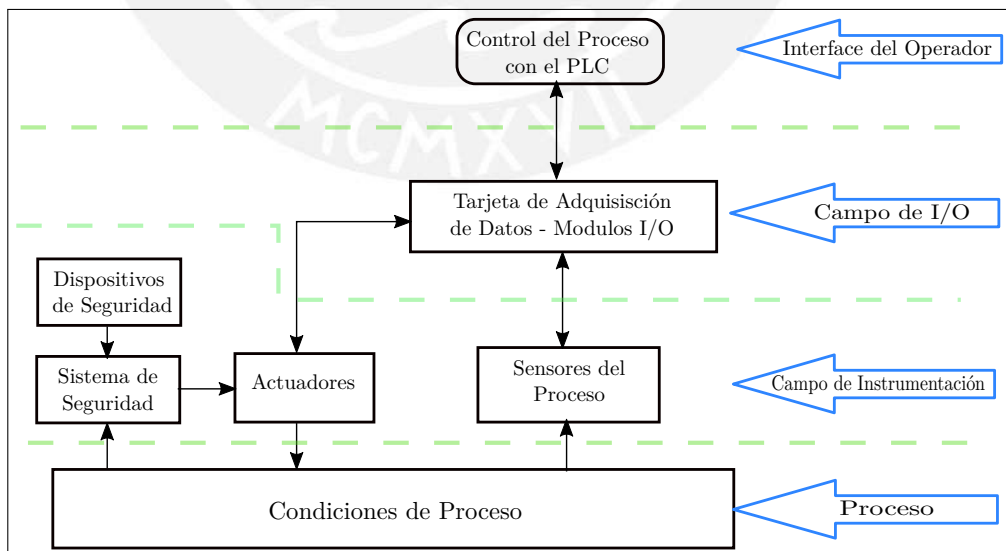 Control del Proceso
con el PLC
Interface del Operador
MCMXVII
Tarjeta de Adquisisción
de Datos - Modulos I/O
Campo de I/O
Dispositivos
de Seguridad
Sistema de
Seguridad
Actuadores
Sensores del
Proceso
Campo de Instrumentación
Condiciones de Proceso
Proceso